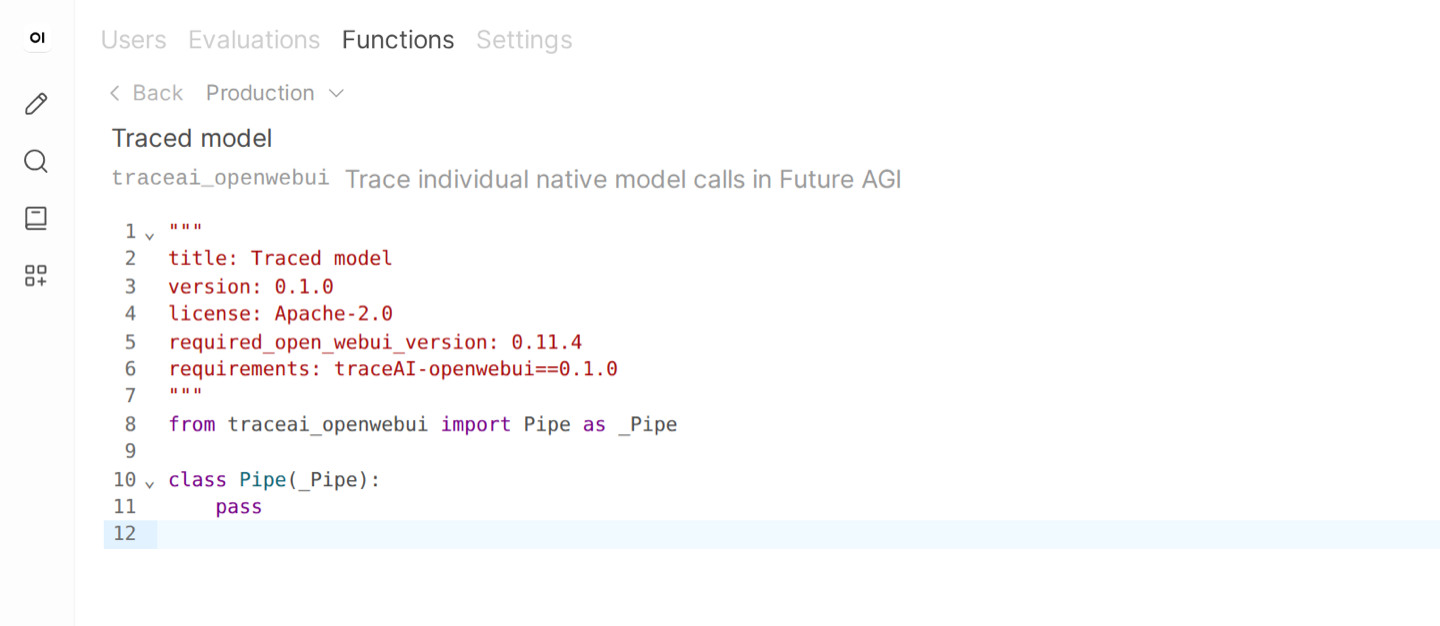 OI
Users Evaluations Functions Settings
Back Production
Traced model
traceai_openwebui Trace individual native model calls in Future AGI
1 """
2 title: Traced model
3 version: 0.1.0
4 license: Apache-2.0
5 required_open_webui_version: 0.11.4
6 requirements: traceAI-openwebui==0.1.0
7 """
8 from traceai_openwebui import Pipe as _Pipe
9
10 class Pipe(_Pipe):
11     pass
12